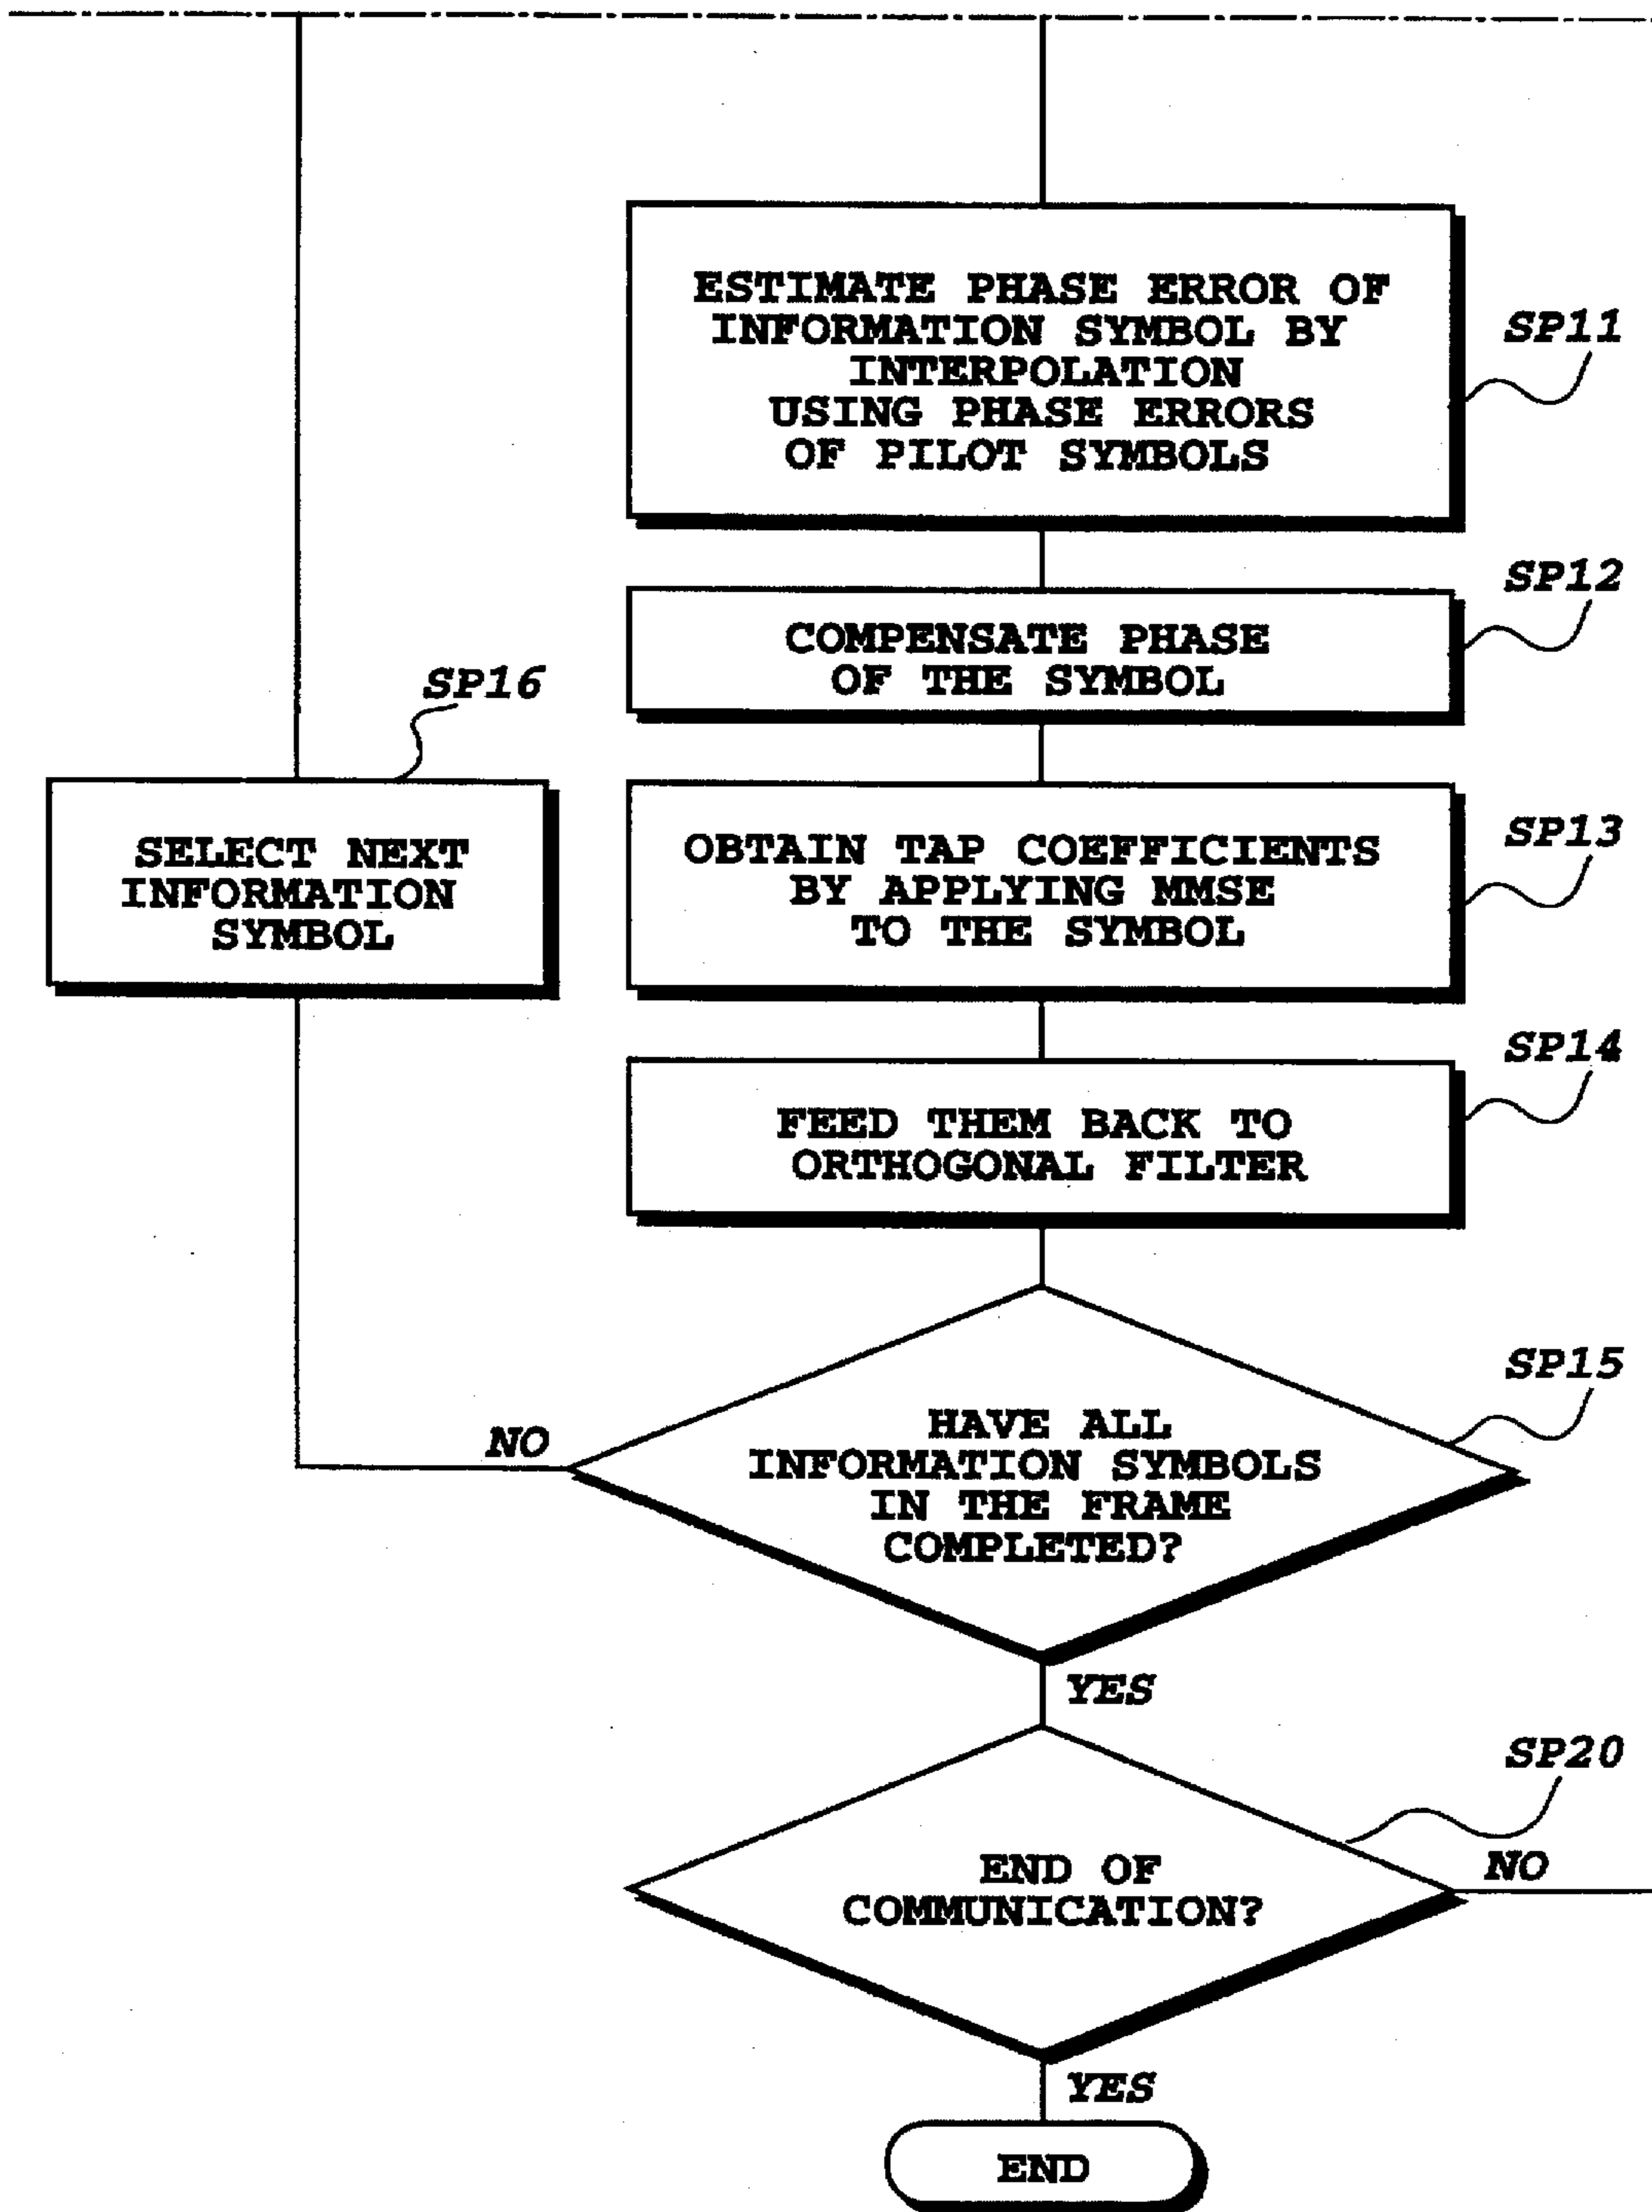 ESTIMATE PHASE ERROR OF
INFORMATION SYMBOL BY
INTERPOLATION
USING PHASE ERRORS
OF PILOT SYMBOLS
SP11
COMPENSATE PHASE
OF THE SYMBOL
SP12
SP16
SELECT NEXT
INFORMATION
SYMBOL
OBTAIN TAP COEFFICIENTS
BY APPLYING MMSE
TO THE SYMBOL
SP13
FEED THEM BACK TO
ORTHOGONAL FILTER
SP14
HAVE ALL
INFORMATION SYMBOLS
IN THE FRAME
COMPLETED?
SP15
NO
YES
END OF
COMMUNICATION?
SP20
NO
YES
END